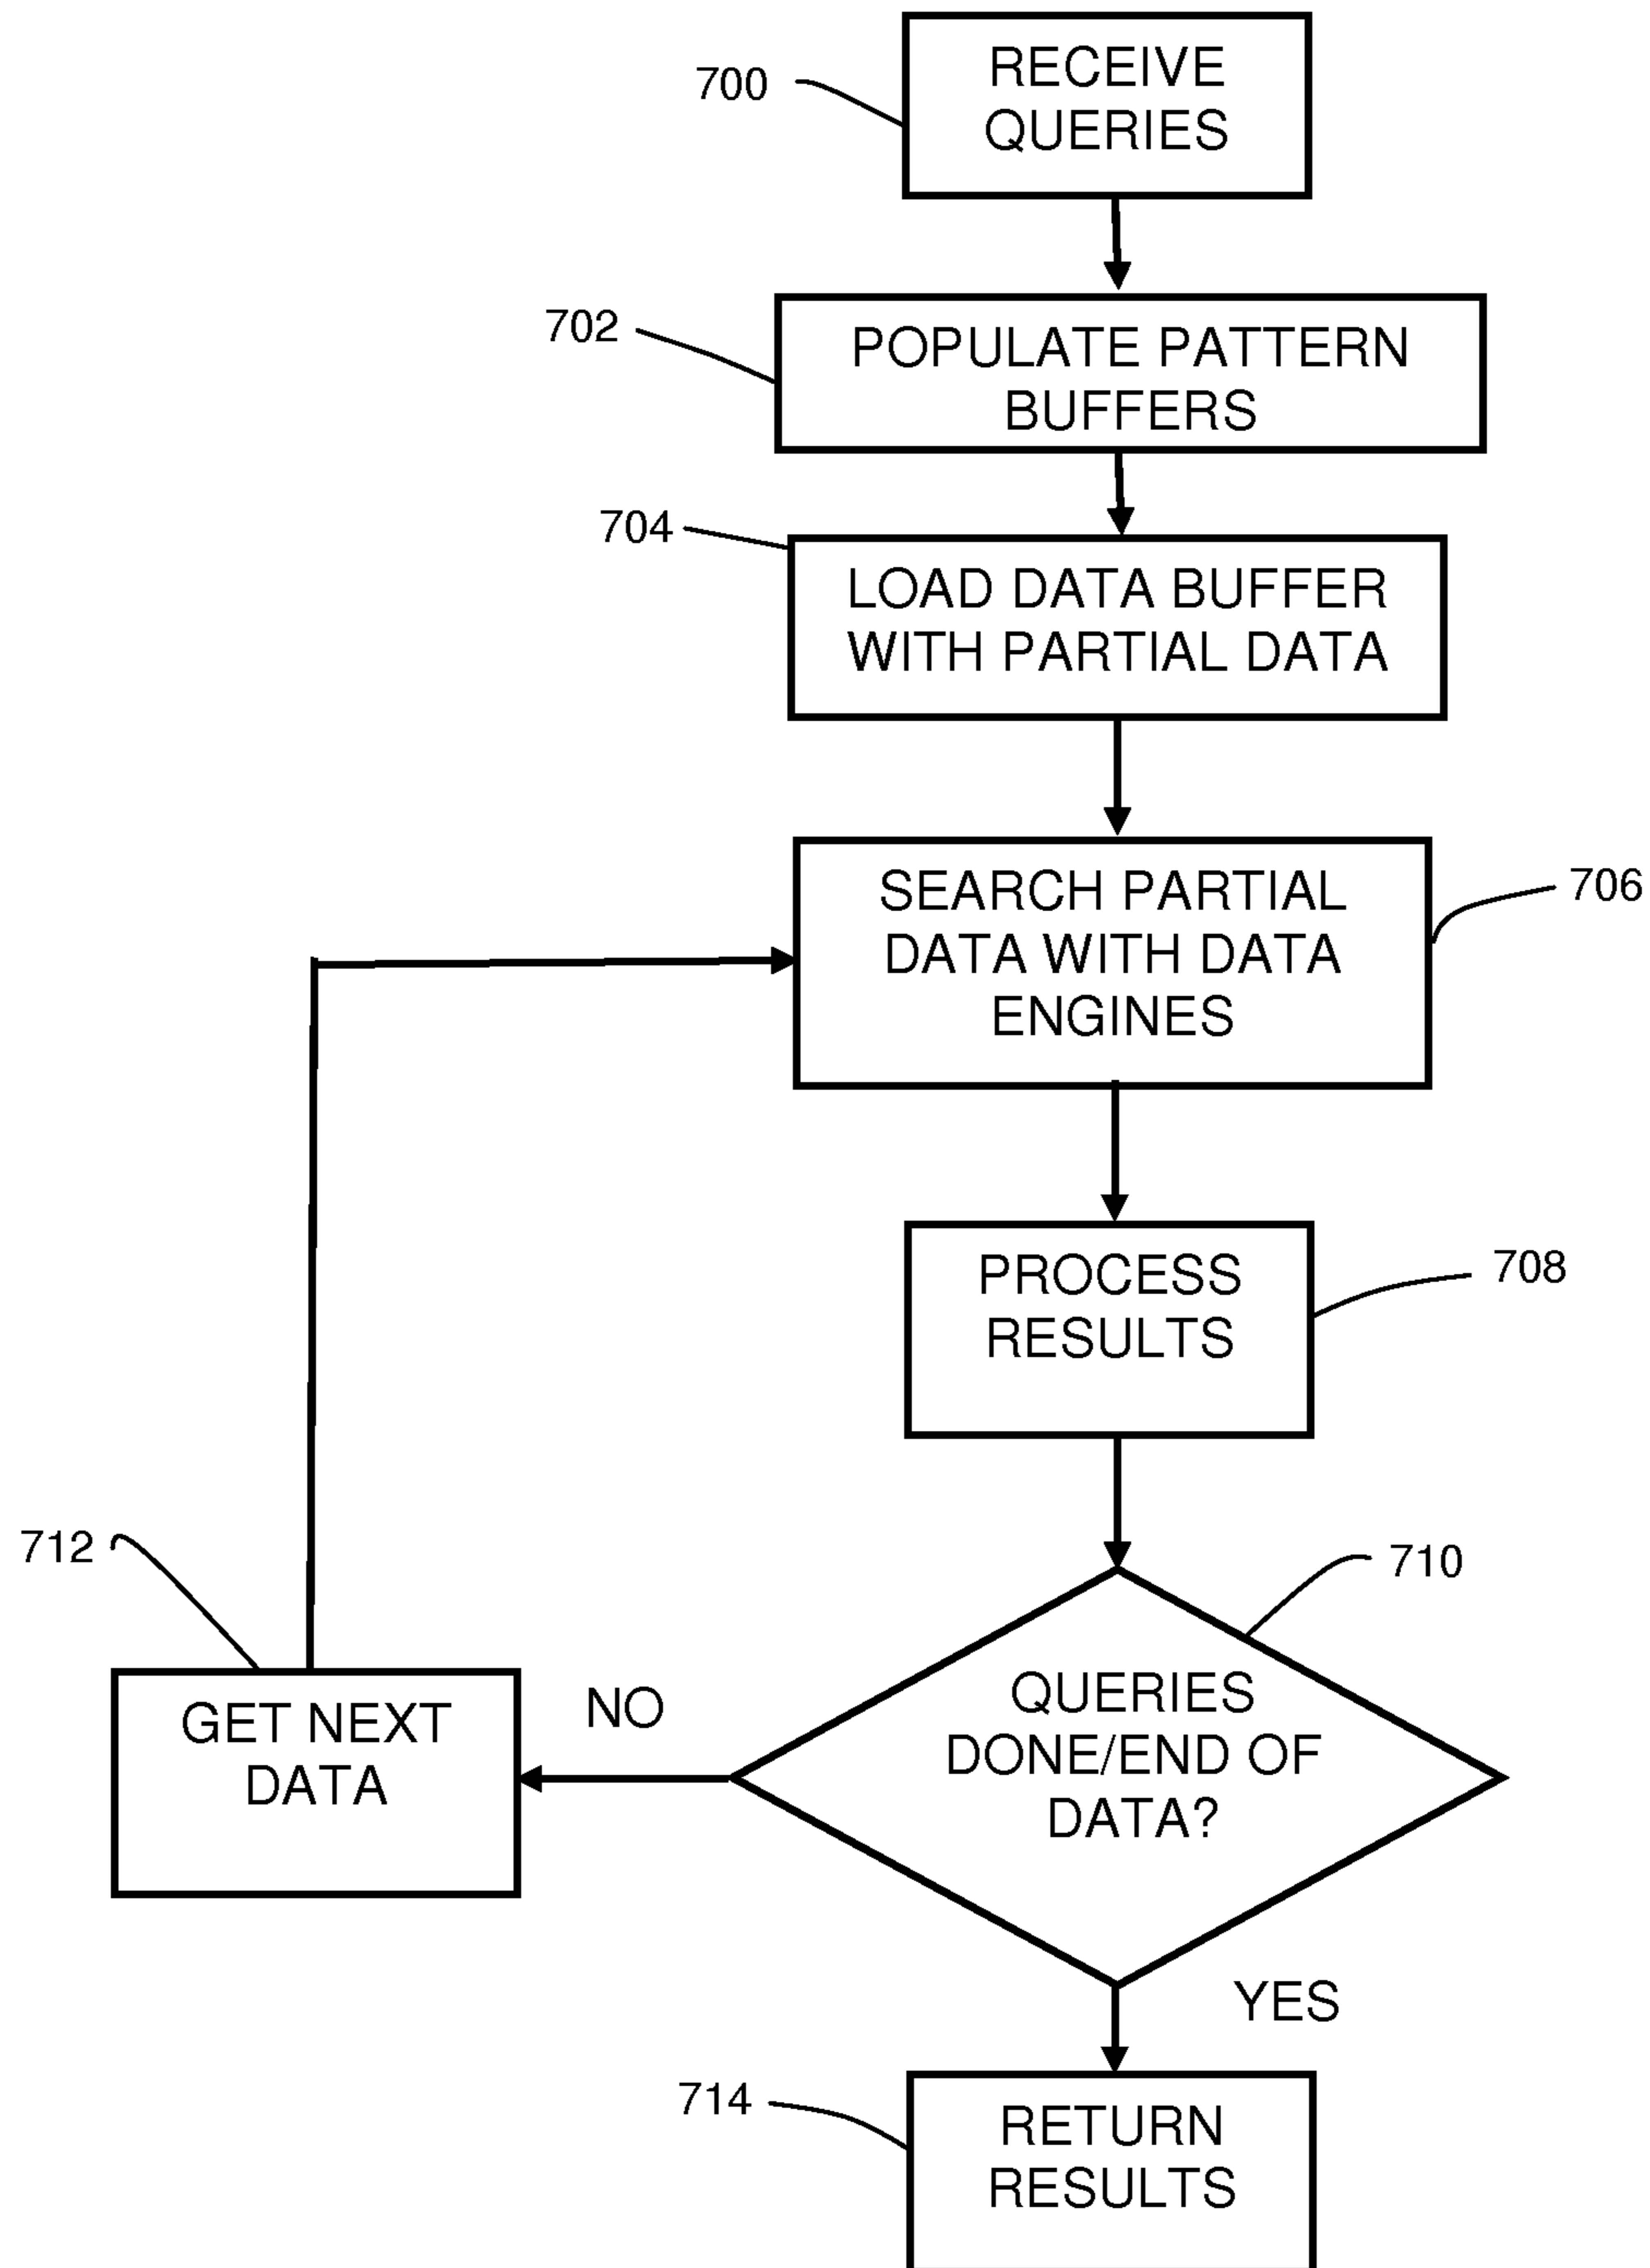 700
RECEIVE
QUERIES
702
POPULATE PATTERN
BUFFERS
704
LOAD DATA BUFFER
WITH PARTIAL DATA
SEARCH PARTIAL
DATA WITH DATA
ENGINES
706
PROCESS
RESULTS
708
712
710
GET NEXT
DATA
NO
QUERIES
DONE/END OF
DATA?
YES
714
RETURN
RESULTS